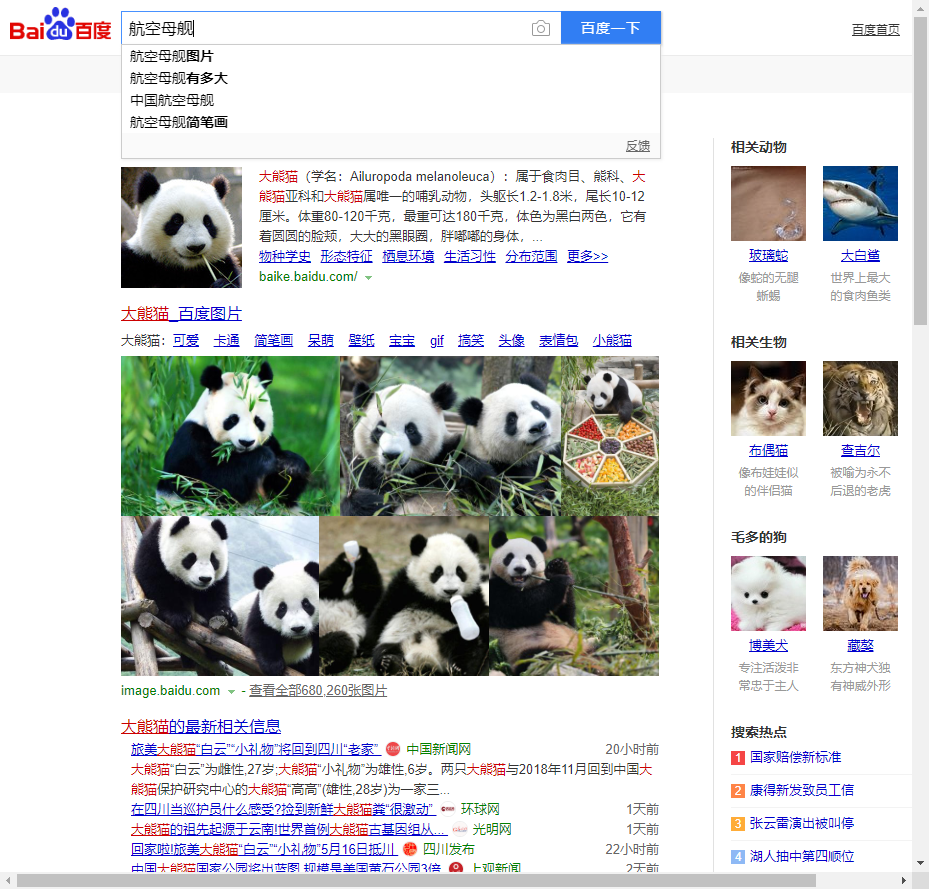 Bai du 百度
航空母舰
百度一下
百度首页
航空母舰图片
航空母舰有多大
中国航空母舰
航空母舰简笔画
反馈
大熊猫（学名：Ailuropoda melanoleuca）：属于食肉目、熊科、大
熊猫亚科和大熊猫属唯一的哺乳动物，头躯长1.2-1.8米，尾长10-12
厘米。体重80-120千克，最重可达180千克，体色为黑白两色，它有
着圆圆的脸颊，大大的黑眼圈，胖嘟嘟的身体，...
物种学史 形态特征 栖息环境 生活习性 分布范围 更多>>
baike.baidu.com/
大熊猫_百度图片
大熊猫： 可爱 卡通 简笔画 呆萌 壁纸 宝宝 gif 搞笑 头像 表情包 小熊猫
image.baidu.com - 查看全部680,260张图片
大熊猫的最新相关信息
旅美大熊猫“白云”“小礼物”将回到四川“老家” 中国新闻网 20小时前
大熊猫“白云”为雌性,27岁;大熊猫“小礼物”为雄性,6岁。两只大熊猫与2018年11月回到中国大
熊猫保护研究中心的大熊猫“高高”(雄性,28岁)为一家三...
在四川当巡护员什么感受?捡到新鲜大熊猫粪“很激动” 环球网 1天前
大熊猫的祖先起源于云南!世界首例大熊猫古基因组从... 光明网 1天前
回家啦!旅美大熊猫“白云”“小礼物”5月16日抵川 四川发布 22小时前
中国大熊猫国家公园将出蓝图 规模是美国黄石公园3倍 上观新闻 2天前
相关动物
玻璃蛇 大白鲨
像蛇的无腿 世界上最大
蜥蜴 的食肉鱼类
相关生物
布偶猫 查吉尔
像布娃娃似 被喻为永不
的伴侣猫 后退的老虎
毛多的狗
博美犬 藏獒
专注活泼非 东方神犬独
常忠于主人 有神威外形
搜索热点
1 国家赔偿新标准
2 康得新发致员工信
3 张云雷演出被叫停
4 湖人抽中第四顺位